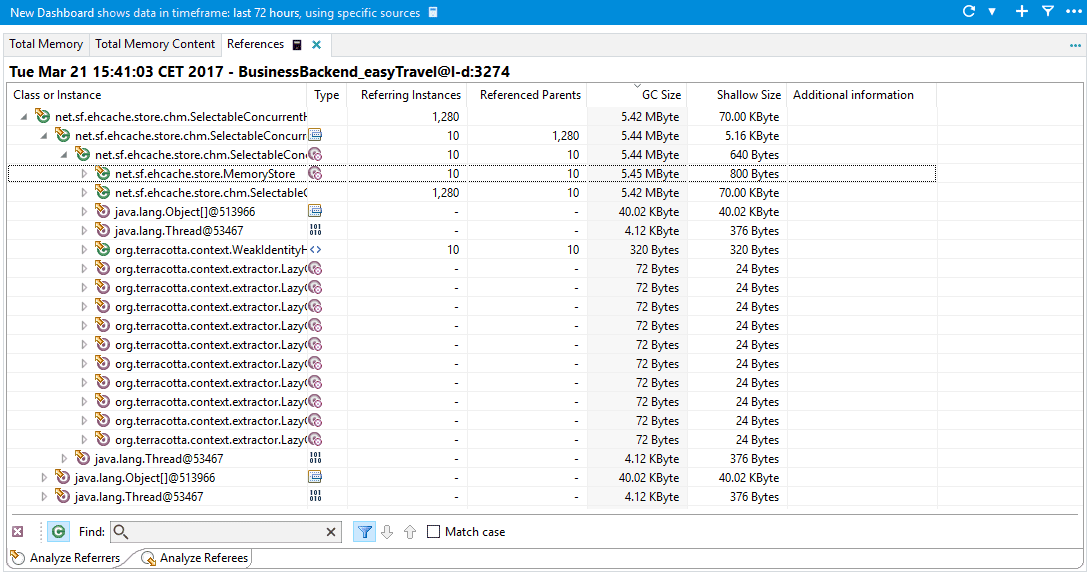 New Dashboard shows data in timeframe: last 72 hours, using specific sources
Total Memory Total Memory Content References
Tue Mar 21 15:41:03 CET 2017 - BusinessBackend_easyTravel@l-d:3274
Class or Instance Type Referring Instances Referenced Parents GC Size Shallow Size Additional information
net.sf.ehcache.store.chm.SelectableConcurrentH 1,280 5.42 MByte 70.00 KByte
net.sf.ehcache.store.chm.SelectableConcurr 10 1,280 5.44 MByte 5.16 KByte
net.sf.ehcache.store.chm.SelectableCon 10 10 5.44 MByte 640 Bytes
net.sf.ehcache.store.MemoryStore 10 10 5.45 MByte 800 Bytes
net.sf.ehcache.store.chm.SelectableC 1,280 10 5.42 MByte 70.00 KByte
java.lang.Object[]@513966 - - 40.02 KByte 40.02 KByte
java.lang.Thread@53467 101 010 - - 4.12 KByte 376 Bytes
org.terracotta.context.WeakIdentityH <> 10 10 320 Bytes 320 Bytes
org.terracotta.context.extractor.LazyC - - 72 Bytes 24 Bytes
org.terracotta.context.extractor.LazyC - - 72 Bytes 24 Bytes
org.terracotta.context.extractor.LazyC - - 72 Bytes 24 Bytes
org.terracotta.context.extractor.LazyC - - 72 Bytes 24 Bytes
org.terracotta.context.extractor.LazyC - - 72 Bytes 24 Bytes
org.terracotta.context.extractor.LazyC - - 72 Bytes 24 Bytes
org.terracotta.context.extractor.LazyC - - 72 Bytes 24 Bytes
org.terracotta.context.extractor.LazyC - - 72 Bytes 24 Bytes
org.terracotta.context.extractor.LazyC - - 72 Bytes 24 Bytes
org.terracotta.context.extractor.LazyC - - 72 Bytes 24 Bytes
java.lang.Thread@53467 101 010 - - 4.12 KByte 376 Bytes
java.lang.Object[]@513966 - - 40.02 KByte 40.02 KByte
java.lang.Thread@53467 101 010 - - 4.12 KByte 376 Bytes
Find: Match case
Analyze Referrers Analyze Referees